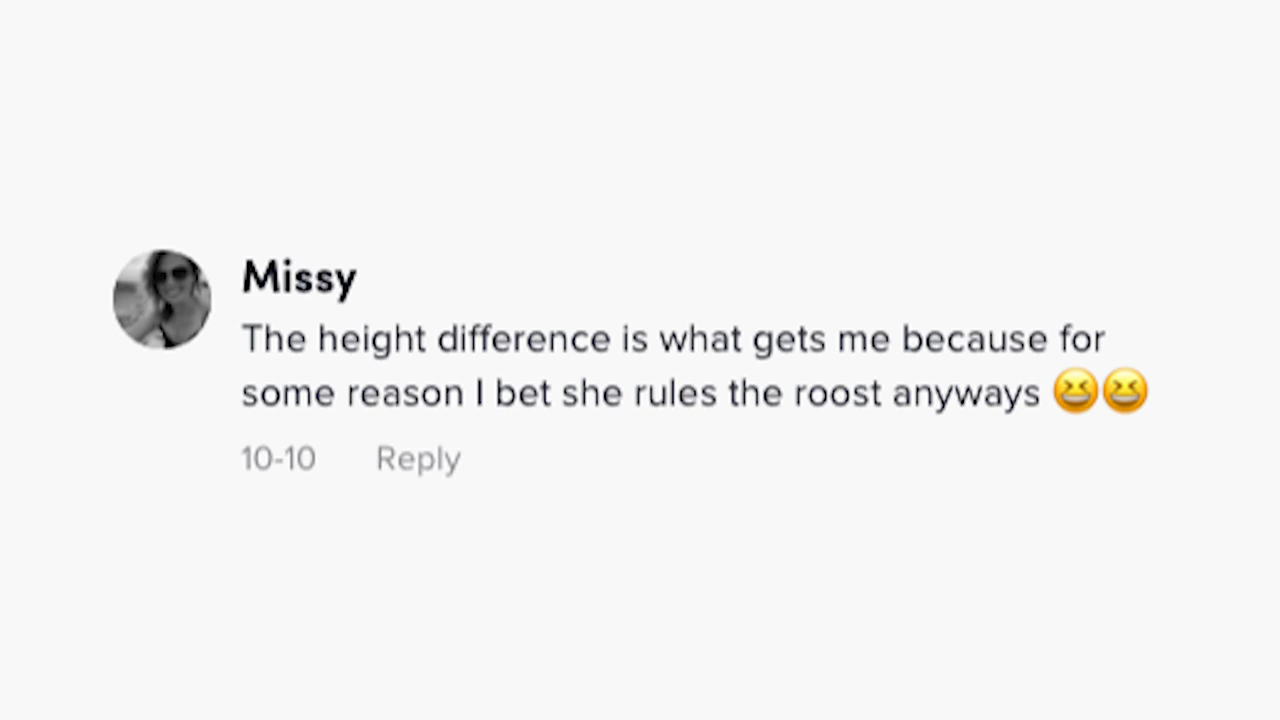 Missy
The height difference is what gets me because for
some reason I bet she rules the roost anyways 😆😆
10-10 Reply